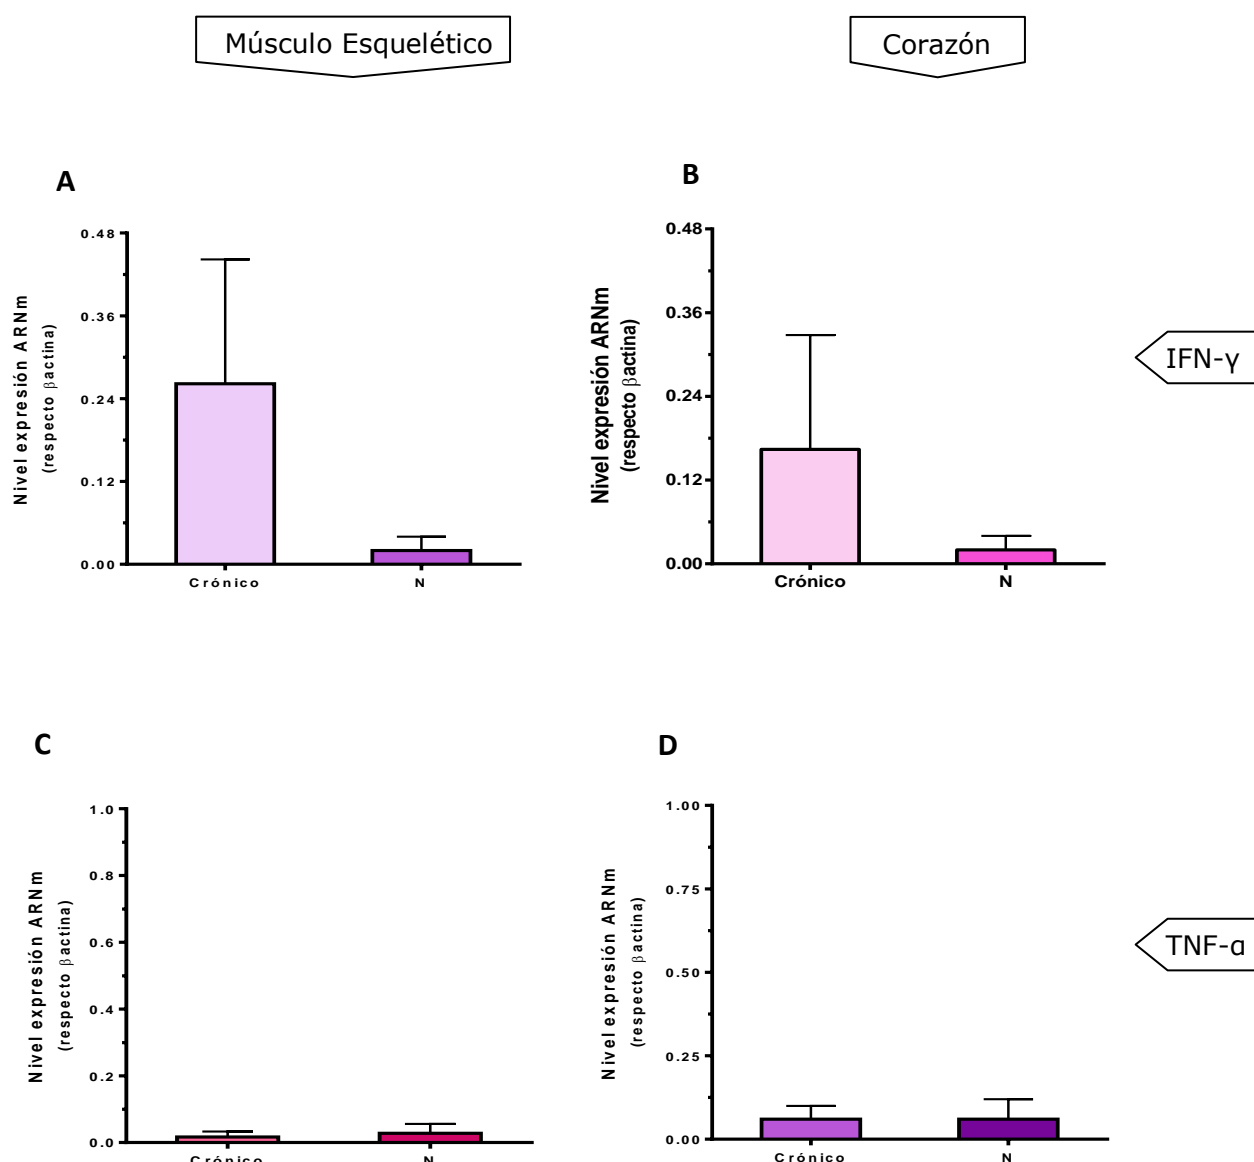 Músculo Esquelético
Corazón
A
Nivel expresión ARNm
(respecto βactina)
0.48
0.36
0.24
0.12
0.00
Crónico N
B
Nivel expresión ARNm
(respecto βactina)
0.48
0.36
0.24
0.12
0.00
Crónico N
IFN-γ
C
Nivel expresión ARNm
(respecto βactina)
1.0
0.8
0.6
0.4
0.2
0.0
Crónico N
D
Nivel expresión ARNm
(respecto βactina)
1.00
0.75
0.50
0.25
0.00
Crónico N
TNF-α